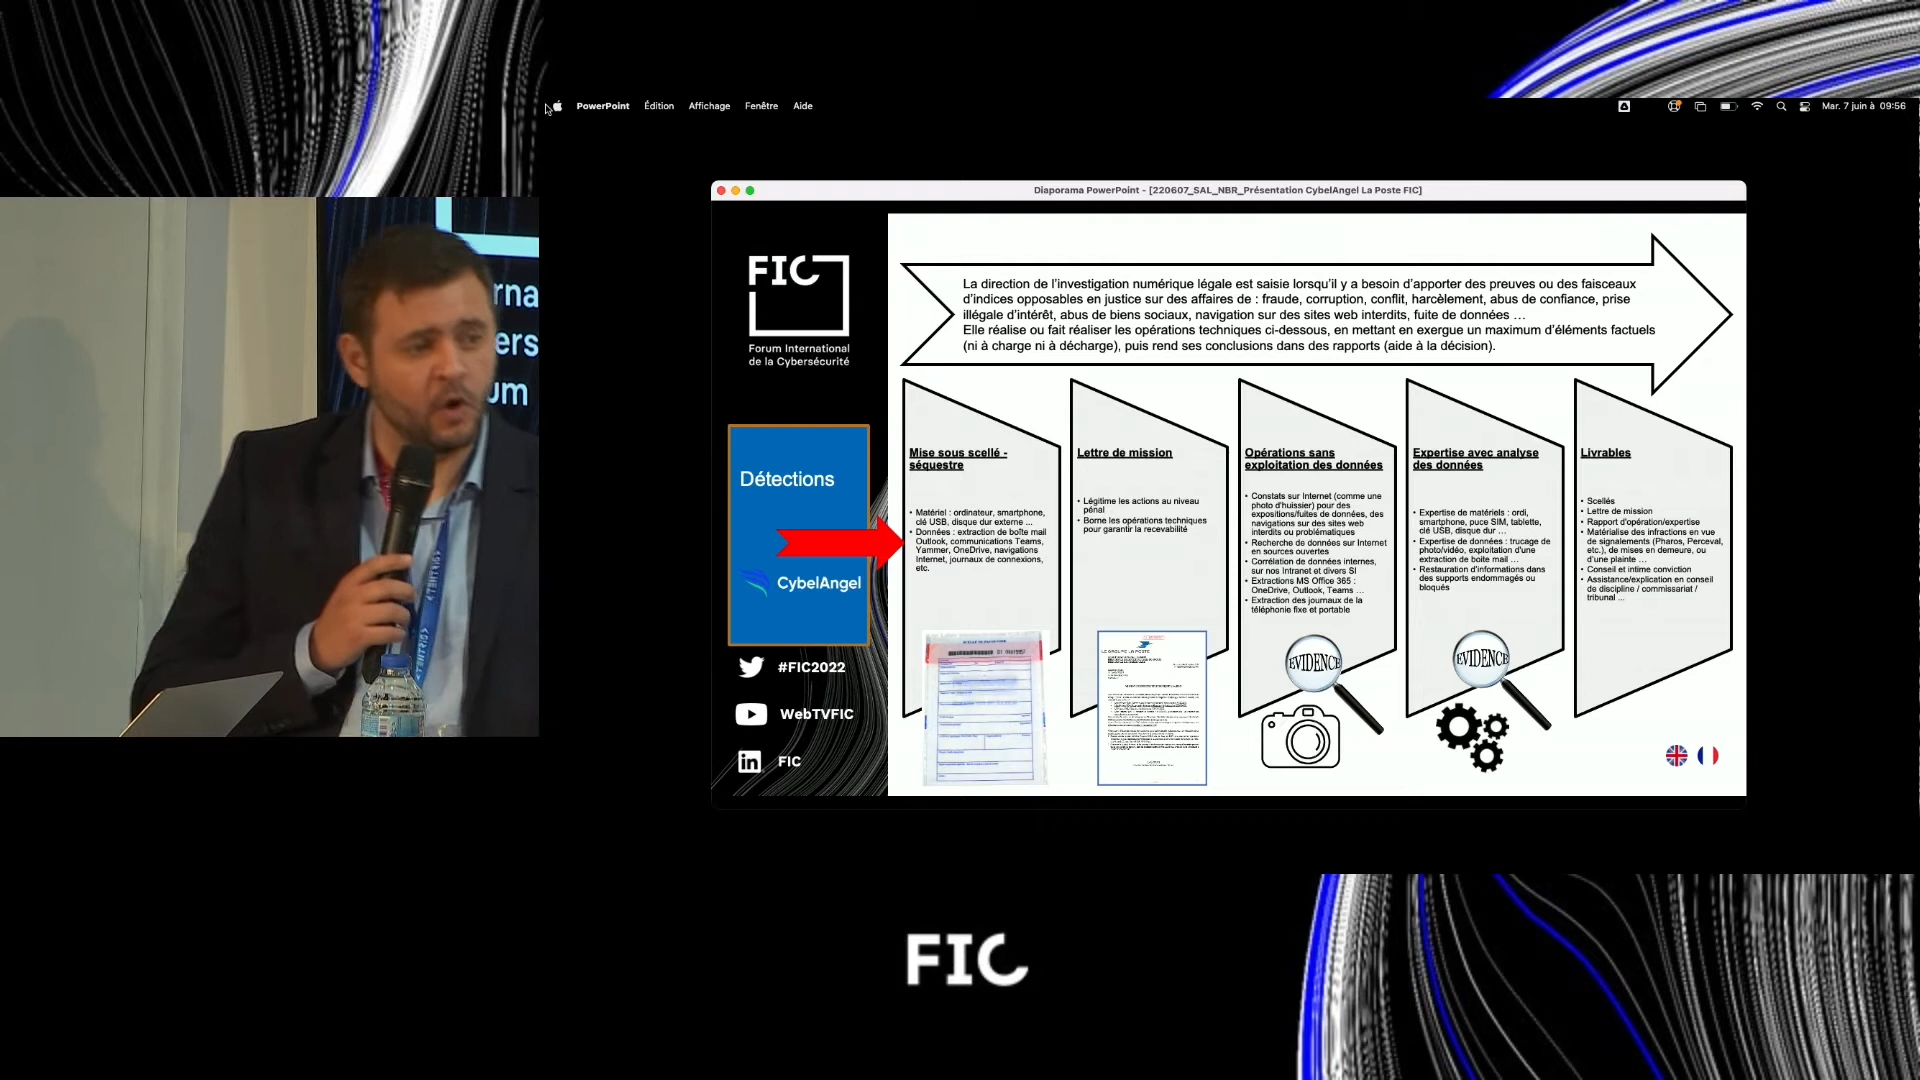 PowerPoint Édition Affichage Fenêtre Aide
Mar. 7 juin à 09:56
Diaporama PowerPoint - [220607_SAL_NBR_Présentation CybelAngel La Poste FIC]
rna
ers
um
FIC
Forum International
de la Cybersécurité
La direction de l'investigation numérique légale est saisie lorsqu'il y a besoin d'apporter des preuves ou des faisceaux
d'indices opposables en justice sur des affaires de : fraude, corruption, conflit, harcèlement, abus de confiance, prise
illégale d'intérêt, abus de biens sociaux, navigation sur des sites web interdits, fuite de données ...
Elle réalise ou fait réaliser les opérations techniques ci-dessous, en mettant en exergue un maximum d'éléments factuels
(ni à charge ni à décharge), puis rend ses conclusions dans des rapports (aide à la décision).
Détections
CybelAngel
#FIC2022
WebTVFIC
in FIC
Mise sous scellé -
séquestre
• Matériel : ordinateur, smartphone,
clé USB, disque dur externe ...
• Données : extraction de boîte mail
Outlook, communications Teams,
Yammer, OneDrive, navigations
Internet, journaux de connexions,
etc.
Lettre de mission
• Légitime les actions au niveau
pénal
• Borne les opérations techniques
pour garantir la recevabilité
LE GROUPE LA POSTE
Opérations sans
exploitation des données
• Constats sur Internet (comme une
photo d'huissier) pour des
expositions/fuites de données, des
navigations sur des sites web
interdits ou problématiques
• Recherche de données sur Internet
en sources ouvertes
• Corrélation de données internes,
sur nos Intranet et divers SI
• Extractions MS Office 365 :
OneDrive, Outlook, Teams ...
• Extraction des journaux de la
téléphonie fixe et portable
EVIDENCE
Expertise avec analyse
des données
• Expertise de matériels : ordi,
smartphone, puce SIM, tablette,
clé USB, disque dur ...
• Expertise de données : trucage de
photo/vidéo, exploitation d'une
extraction de boite mail ...
• Restauration d'informations dans
des supports endommagés ou
bloqués
EVIDENCE
Livrables
• Scellés
• Lettre de mission
• Rapport d'opération/expertise
• Matérialise des infractions en vue
de signalements (Pharos, Perceval,
etc.), de mises en demeure, ou
d'une plainte ...
• Conseil et intime conviction
• Assistance/explication en conseil
de discipline / commissariat /
tribunal ...
FIC